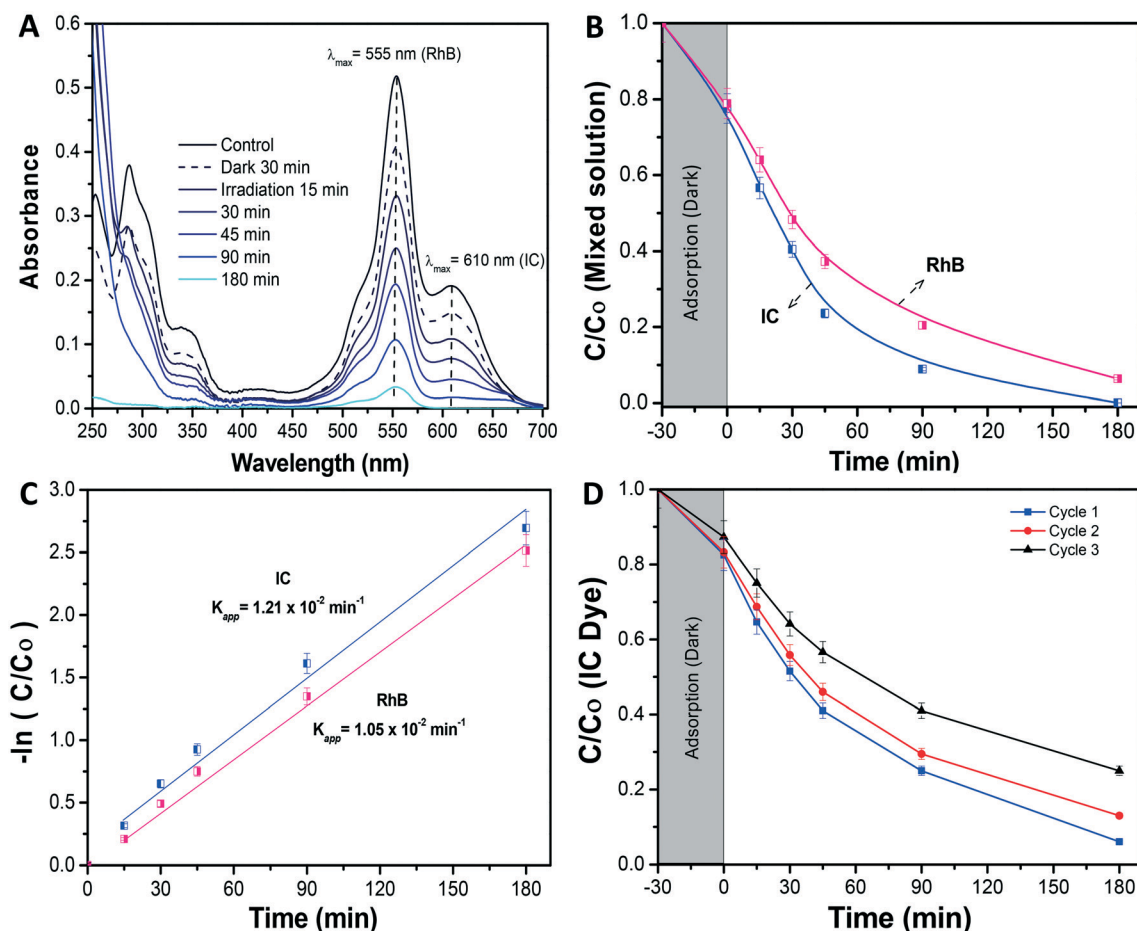 A
0.6
0.5
0.4
0.3
0.2
0.1
0.0
Absorbance
λmax= 555 nm (RhB)
Control
Dark 30 min
Irradiation 15 min
30 min
45 min
90 min
180 min
λmax= 610 nm (IC)
250 300 350 400 450 500 550 600 650 700
Wavelength (nm)
B
1.0
0.8
0.6
0.4
0.2
0.0
C/Co (Mixed solution)
Adsorption (Dark)
RhB
IC
-30 0 30 60 90 120 150 180
Time (min)
C
3.0
2.5
2.0
1.5
1.0
0.5
0.0
-ln ( C/Co )
IC
Kapp= 1.21 x 10-2 min-1
RhB
Kapp= 1.05 x 10-2 min-1
0 30 60 90 120 150 180
Time (min)
D
1.0
0.8
0.6
0.4
0.2
0.0
C/Co (IC Dye)
Adsorption (Dark)
Cycle 1
Cycle 2
Cycle 3
-30 0 30 60 90 120 150 180
Time (min)